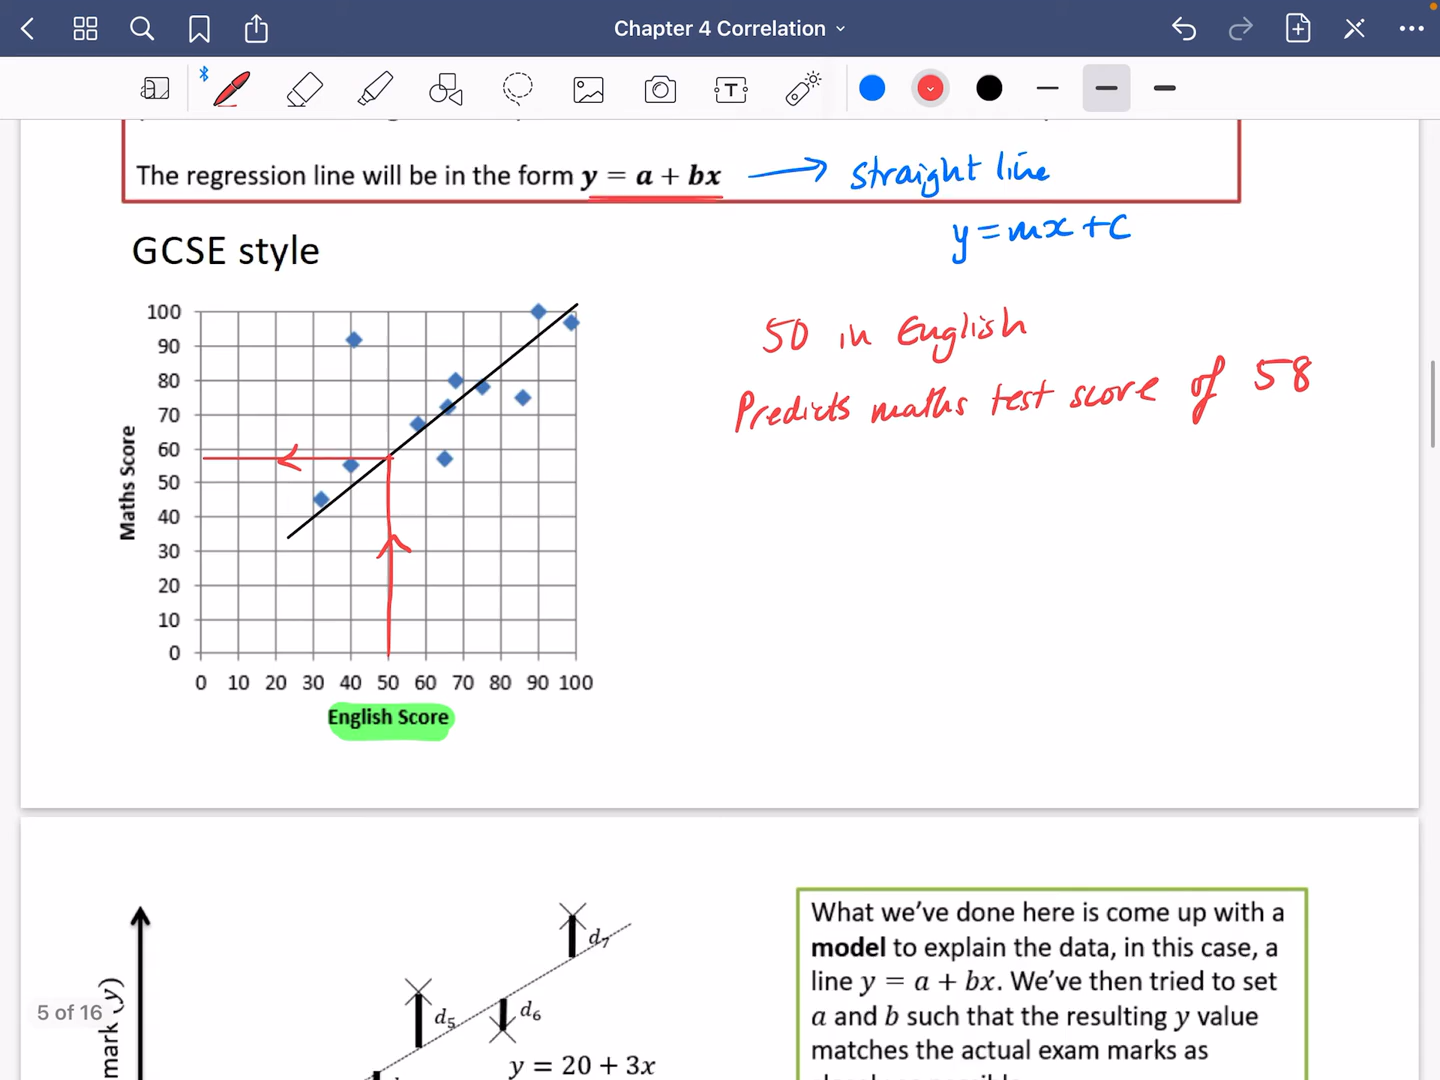 Chapter 4 Correlation
The regression line will be in the form y = a + bx
straight line
y = mx + c
GCSE style
50 in English
Predicts maths test score of 58
100
90
80
70
60
50
40
30
20
10
0
Maths Score
0 10 20 30 40 50 60 70 80 90 100
English Score
What we've done here is come up with a
model to explain the data, in this case, a
line y = a + bx. We've then tried to set
a and b such that the resulting y value
matches the actual exam marks as
d₇
d₅
d₆
y = 20 + 3x
mark (y)
5 of 16